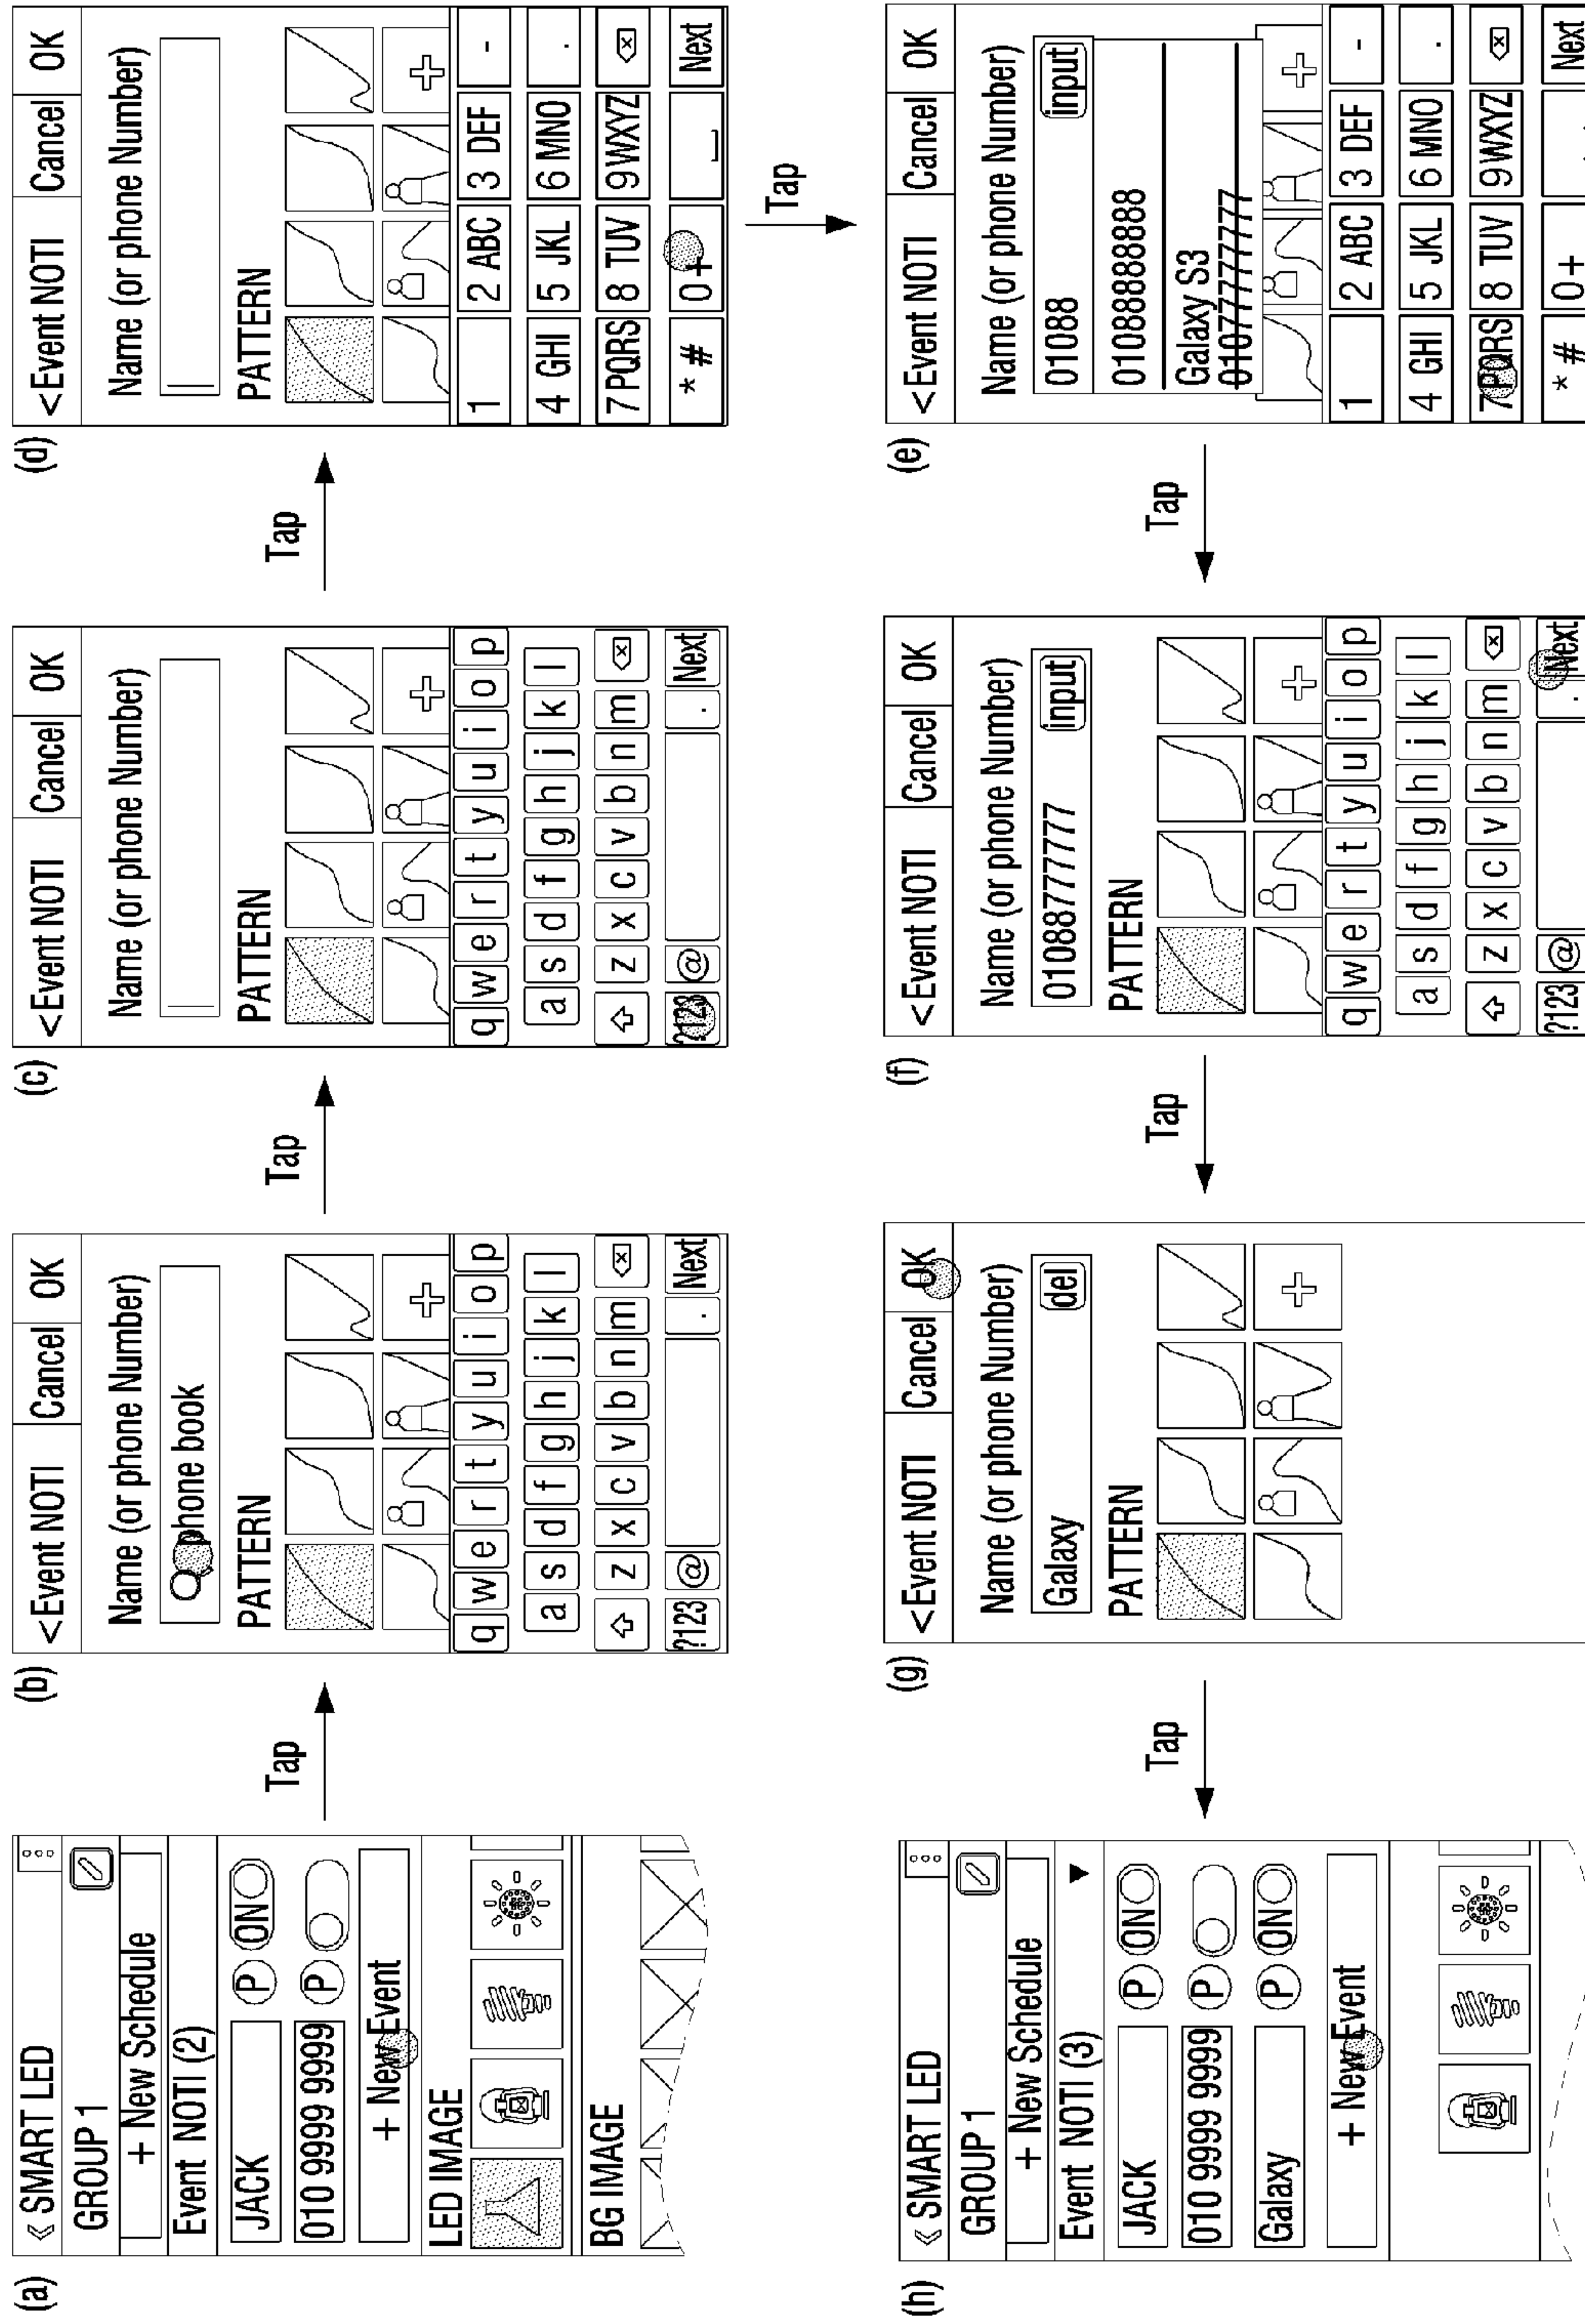 (a)
« SMART LED
GROUP 1
+ New Schedule
Event NOTI (2)
JACK P ON
010 9999 9999 P
+ New Event
LED IMAGE
BG IMAGE
Tap
(b)
<Event NOTI Cancel OK
Name (or phone Number)
phone book
PATTERN
+
q w e r t y u i o p
a s d f g h j k l
z x c v b n m
?123 @ . Next
Tap
(c)
<Event NOTI Cancel OK
Name (or phone Number)
PATTERN
+
q w e r t y u i o p
a s d f g h j k l
z x c v b n m
?123 @ . Next
Tap
(d)
<Event NOTI Cancel OK
Name (or phone Number)
PATTERN
+
1 2 ABC 3 DEF -
4 GHI 5 JKL 6 MNO .
7 PQRS 8 TUV 9 WXYZ
* # 0 + Next
Tap
(e)
<Event NOTI Cancel OK
Name (or phone Number)
01088 input
01088888888
Galaxy S3
01077777777
+
1 2 ABC 3 DEF -
4 GHI 5 JKL 6 MNO .
7 PQRS 8 TUV 9 WXYZ
* # 0 + Next
Tap
(f)
<Event NOTI Cancel OK
Name (or phone Number)
01088777777 input
PATTERN
+
q w e r t y u i o p
a s d f g h j k l
z x c v b n m
?123 @ . Next
Tap
(g)
<Event NOTI Cancel OK
Name (or phone Number)
Galaxy del
PATTERN
+
Tap
(h)
« SMART LED
GROUP 1
+ New Schedule
Event NOTI (3)
JACK P ON
010 9999 9999 P
Galaxy P ON
+ New Event